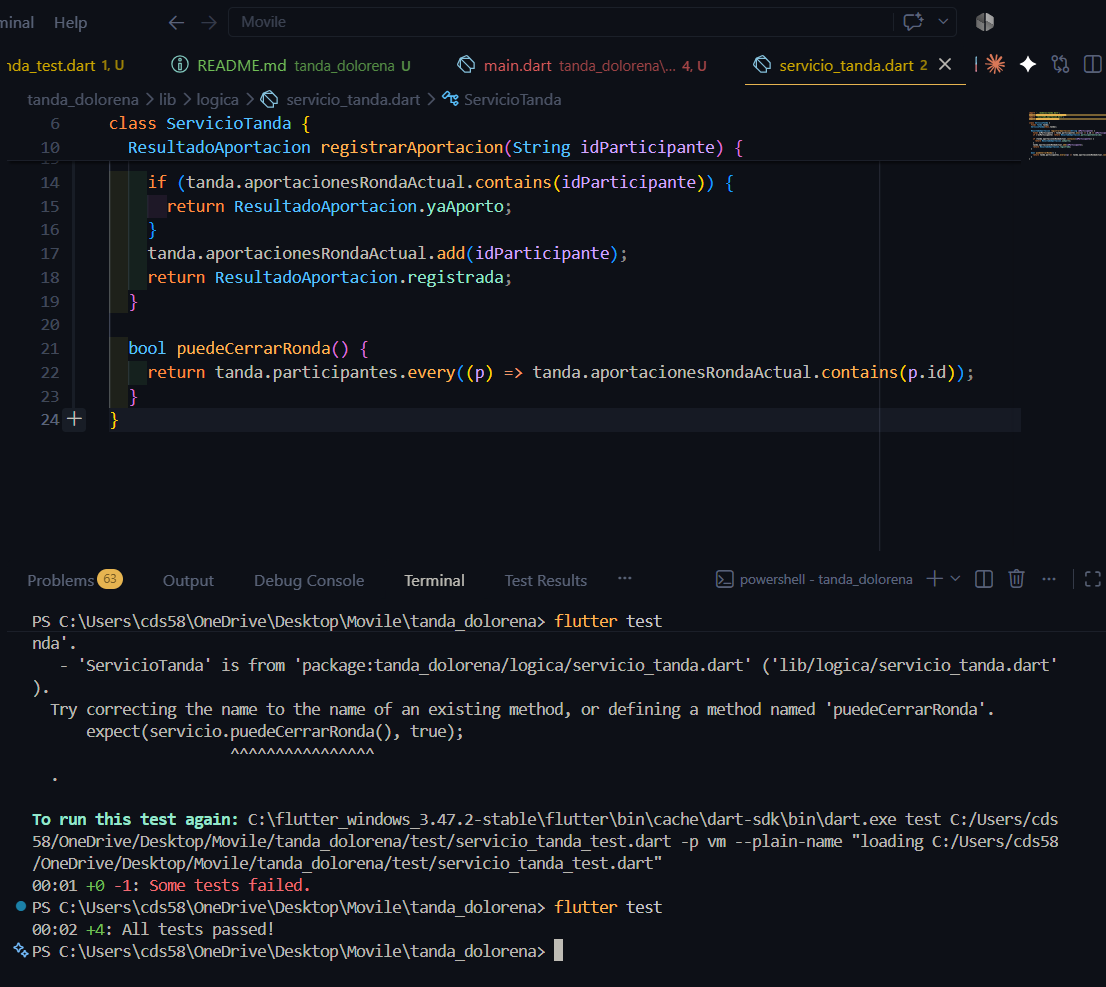 minal Help
Movile
nda_test.dart 1, U
README.md tanda_dolorena U
main.dart tanda_dolorena\... 4, U
servicio_tanda.dart 2
tanda_dolorena > lib > logica > servicio_tanda.dart > ServicioTanda
6 class ServicioTanda {
10 ResultadoAportacion registrarAportacion(String idParticipante) {
14 if (tanda.aportacionesRondaActual.contains(idParticipante)) {
15 return ResultadoAportacion.yaAporto;
16 }
17 tanda.aportacionesRondaActual.add(idParticipante);
18 return ResultadoAportacion.registrada;
19 }
20
21 bool puedeCerrarRonda() {
22 return tanda.participantes.every((p) => tanda.aportacionesRondaActual.contains(p.id));
23 }
24 }
Problems 63 Output Debug Console Terminal Test Results ... powershell - tanda_dolorena
PS C:\Users\cds58\OneDrive\Desktop\Movile\tanda_dolorena> flutter test
nda'.
- 'ServicioTanda' is from 'package:tanda_dolorena/logica/servicio_tanda.dart' ('lib/logica/servicio_tanda.dart'
).
Try correcting the name to the name of an existing method, or defining a method named 'puedeCerrarRonda'.
expect(servicio.puedeCerrarRonda(), true);
^^^^^^^^^^^^^^^^
.
To run this test again: C:\flutter_windows_3.47.2-stable\flutter\bin\cache\dart-sdk\bin\dart.exe test C:/Users/cds
58/OneDrive/Desktop/Movile/tanda_dolorena/test/servicio_tanda_test.dart -p vm --plain-name "loading C:/Users/cds58
/OneDrive/Desktop/Movile/tanda_dolorena/test/servicio_tanda_test.dart"
00:01 +0 -1: Some tests failed.
PS C:\Users\cds58\OneDrive\Desktop\Movile\tanda_dolorena> flutter test
00:02 +4: All tests passed!
PS C:\Users\cds58\OneDrive\Desktop\Movile\tanda_dolorena>